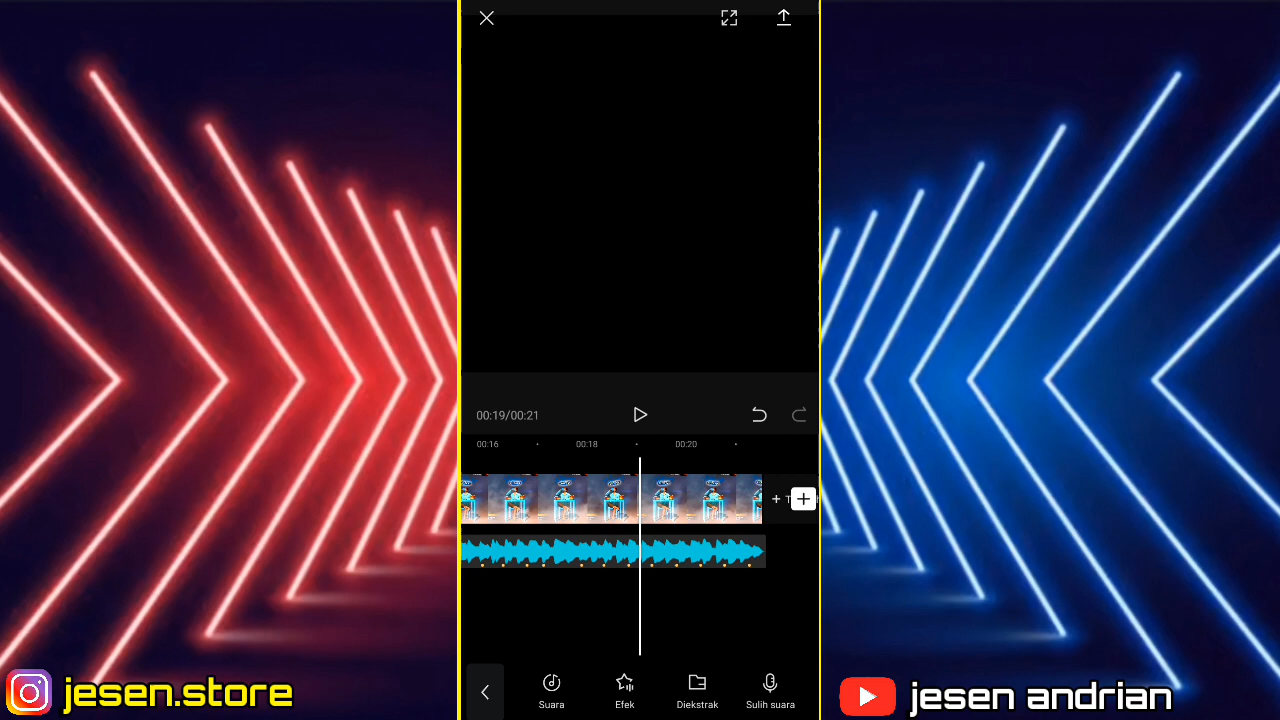 00:19/00:21
00:16
00:18
00:20
Suara
Efek
Diekstrak
Sulih suara
jesen.store
jesen andrian